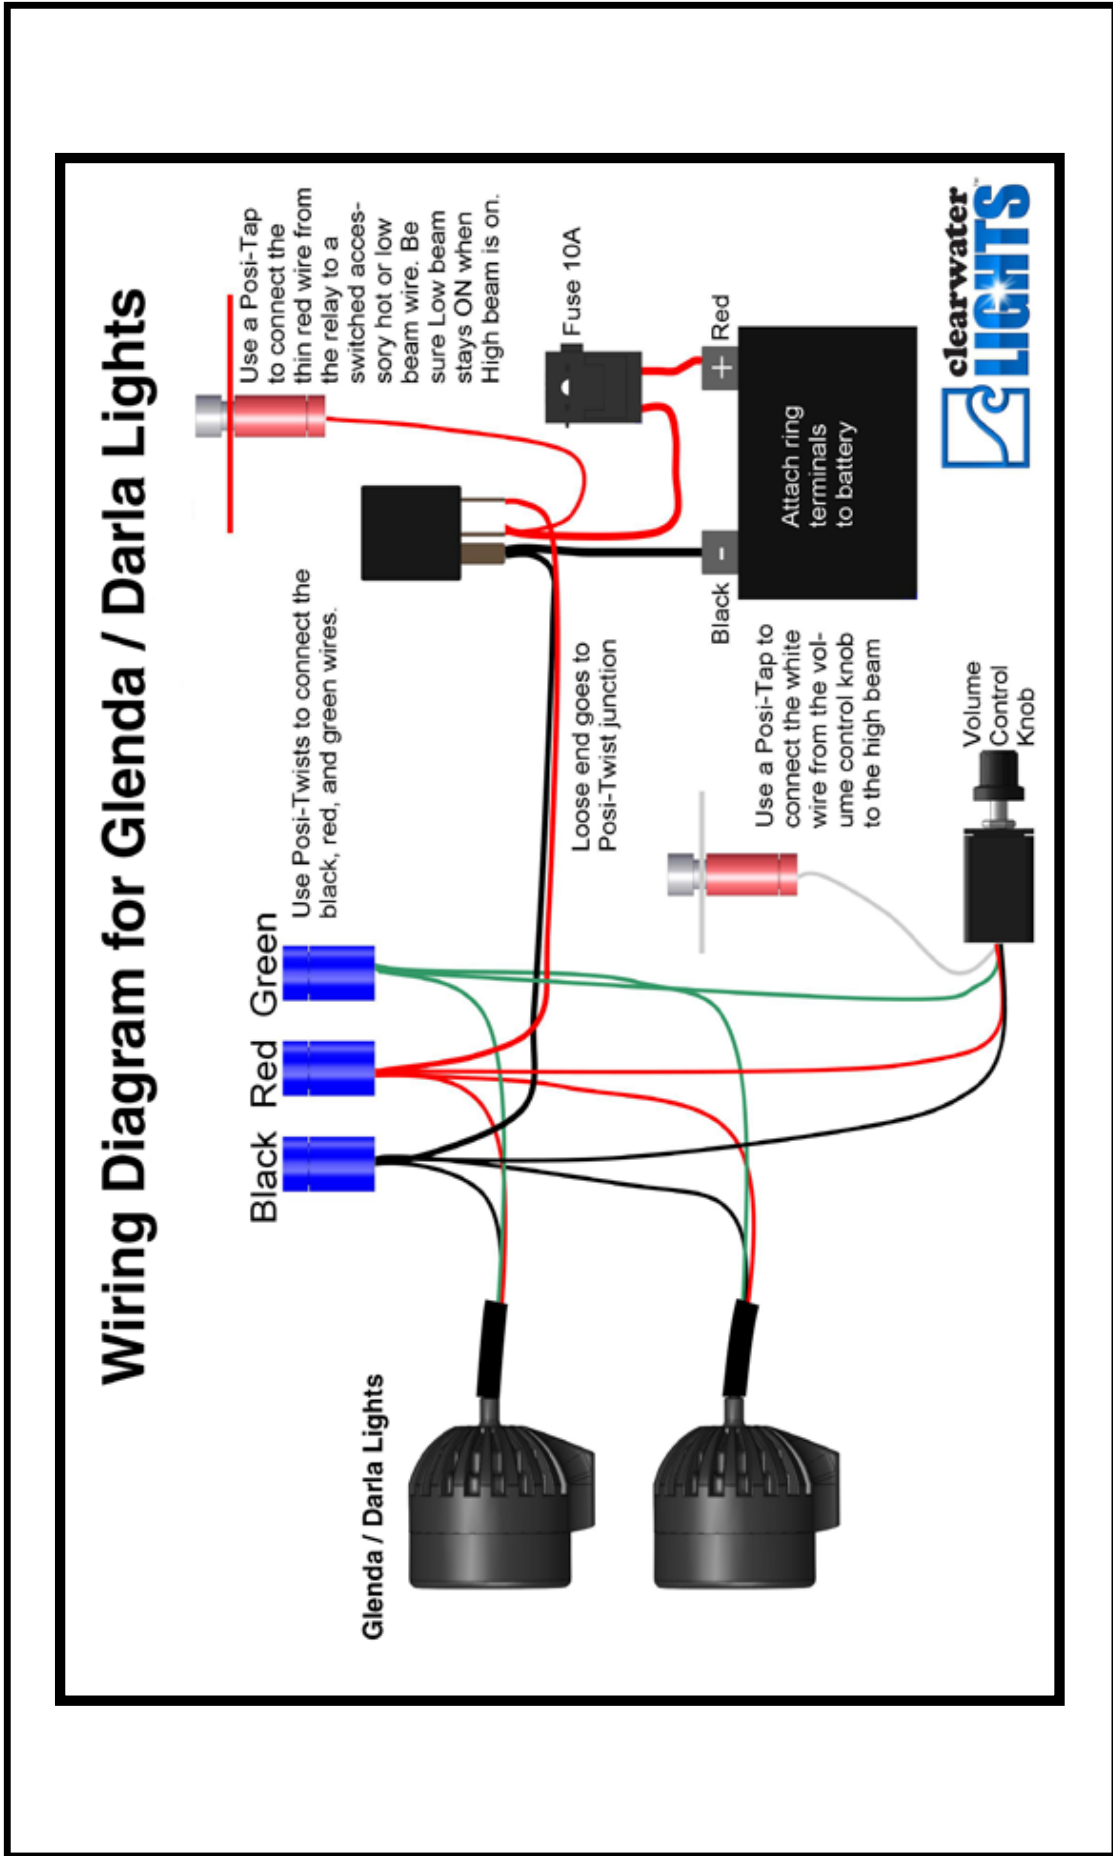 Wiring Diagram for Glenda / Darla Lights
Use a Posi-Tap
to connect the
thin red wire from
the relay to a
switched acces-
sory hot or low
beam wire. Be
sure Low beam
stays ON when
High beam is on.
Black
Red
Green
Use Posi-Twists to connect the
black, red, and green wires.
Glenda / Darla Lights
Fuse 10A
Loose end goes to
Posi-Twist junction
Black
-
+
Red
Attach ring
terminals
to battery
Use a Posi-Tap to
connect the white
wire from the vol-
ume control knob
to the high beam
Volume
Control
Knob
clearwater™
LIGHTS